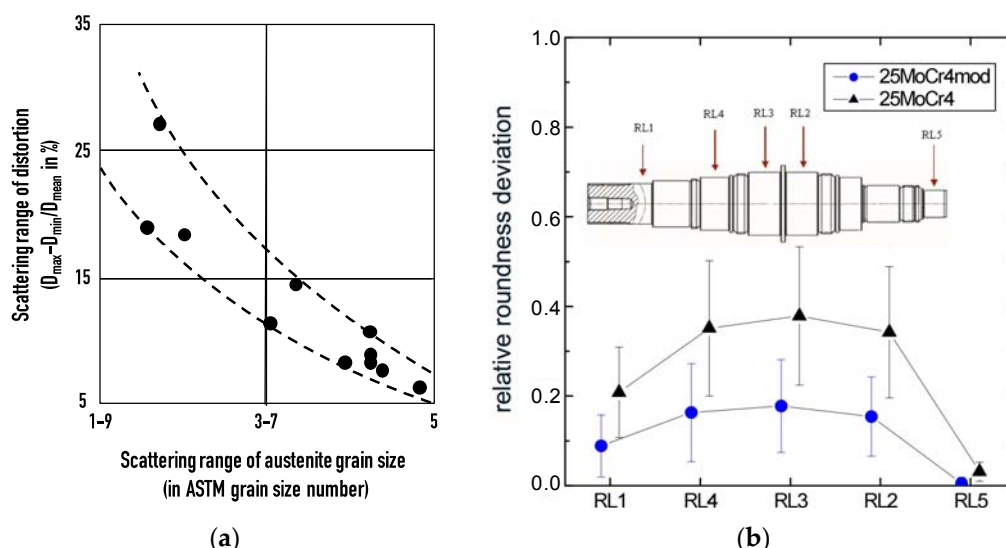 35
25
15
5
1–9
3–7
5
Scattering range of distortion
(Dmax–Dmin/Dmean in %)
Scattering range of austenite grain size
(in ASTM grain size number)
(a)
1.0
0.8
0.6
0.4
0.2
0.0
relative roundness deviation
25MoCr4mod
25MoCr4
RL1
RL4
RL3
RL2
RL5
RL1
RL4
RL3
RL2
RL5
(b)